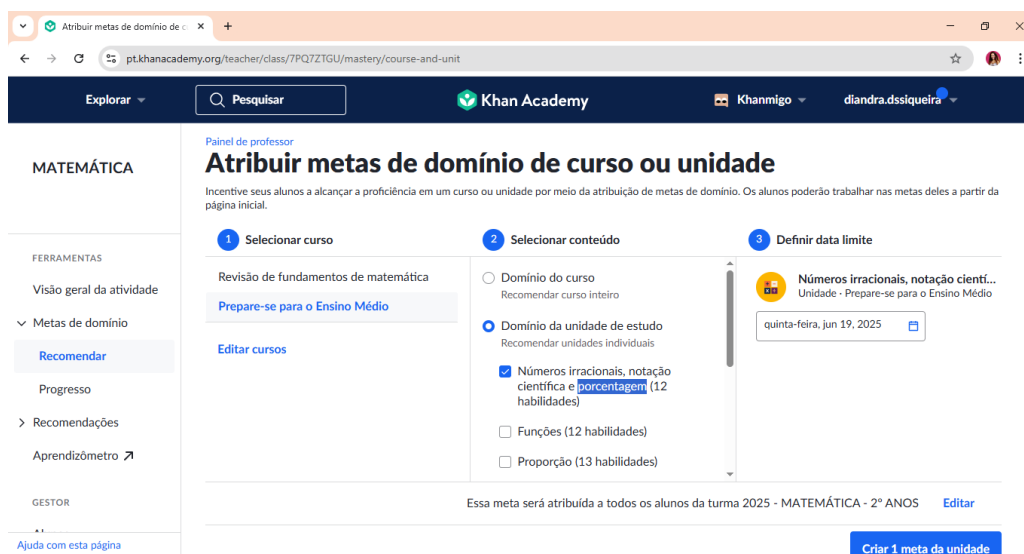 Atribuir metas de domínio de c
pt.khanacademy.org/teacher/class/7PQ7ZTGU/mastery/course-and-unit
Explorar
Pesquisar
Khan Academy
Khanmigo
diandra.dssiqueira
MATEMÁTICA
FERRAMENTAS
Visão geral da atividade
Metas de domínio
Recomendar
Progresso
Recomendações
Aprendizômetro
GESTOR
Ajuda com esta página
Painel de professor
Atribuir metas de domínio de curso ou unidade
Incentive seus alunos a alcançar a proficiência em um curso ou unidade por meio da atribuição de metas de domínio. Os alunos poderão trabalhar nas metas deles a partir da
página inicial.
1 Selecionar curso
Revisão de fundamentos de matemática
Prepare-se para o Ensino Médio
Editar cursos
2 Selecionar conteúdo
Domínio do curso
Recomendar curso inteiro
Domínio da unidade de estudo
Recomendar unidades individuais
Números irracionais, notação
científica e porcentagem (12
habilidades)
Funções (12 habilidades)
Proporção (13 habilidades)
3 Definir data limite
Números irracionais, notação cientí...
Unidade · Prepare-se para o Ensino Médio
quinta-feira, jun 19, 2025
Essa meta será atribuída a todos os alunos da turma 2025 - MATEMÁTICA - 2° ANOS
Editar
Criar 1 meta da unidade